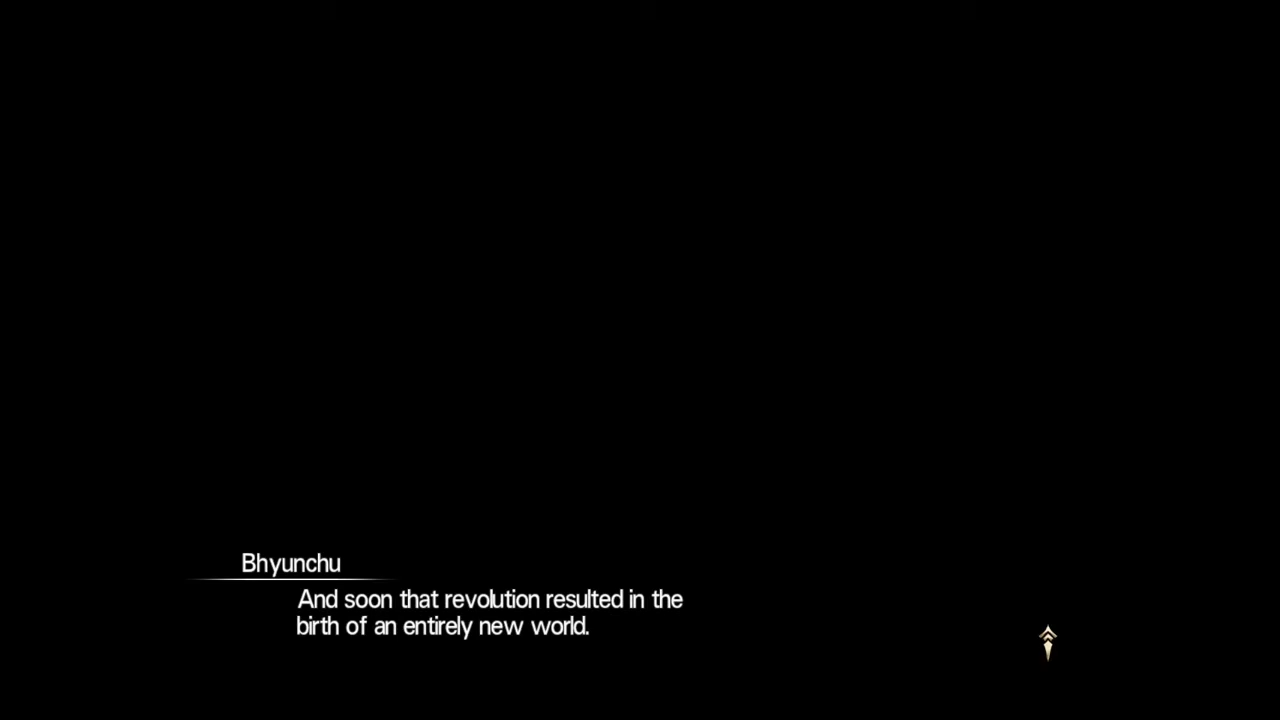 Bhyunchu
And soon that revolution resulted in the
birth of an entirely new world.